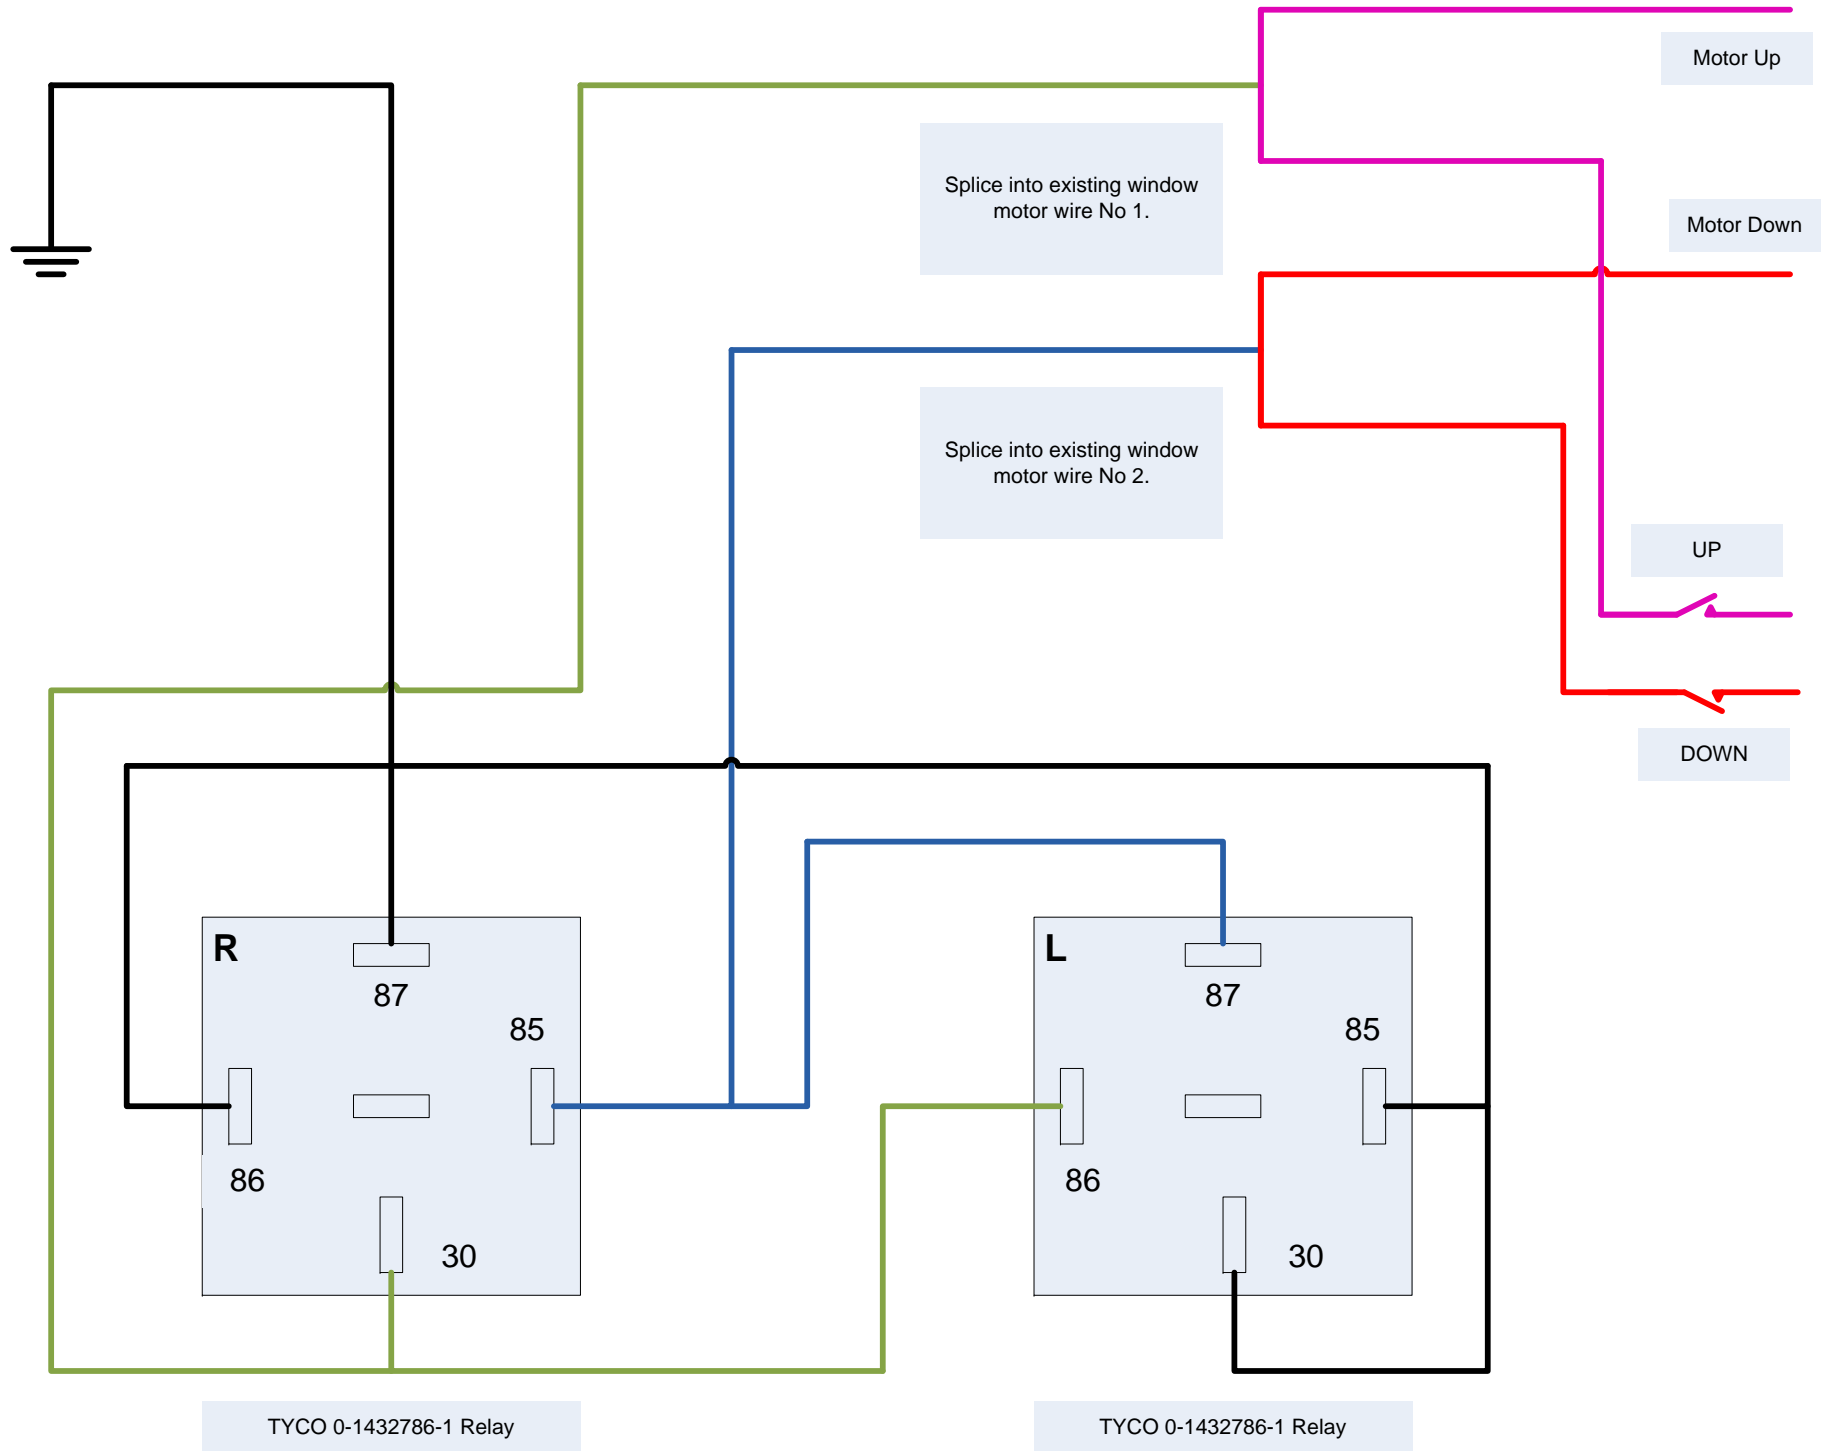 Motor Up
Splice into existing window
motor wire No 1.
Motor Down
Splice into existing window
motor wire No 2.
UP
DOWN
R
87
85
86
30
L
87
85
86
30
TYCO 0-1432786-1 Relay
TYCO 0-1432786-1 Relay